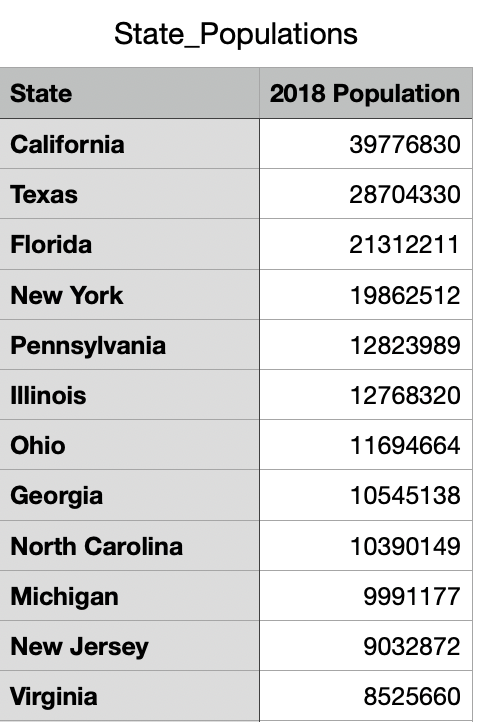 State_Populations
State 2018 Population
California 39776830
Texas 28704330
Florida 21312211
New York 19862512
Pennsylvania 12823989
Illinois 12768320
Ohio 11694664
Georgia 10545138
North Carolina 10390149
Michigan 9991177
New Jersey 9032872
Virginia 8525660